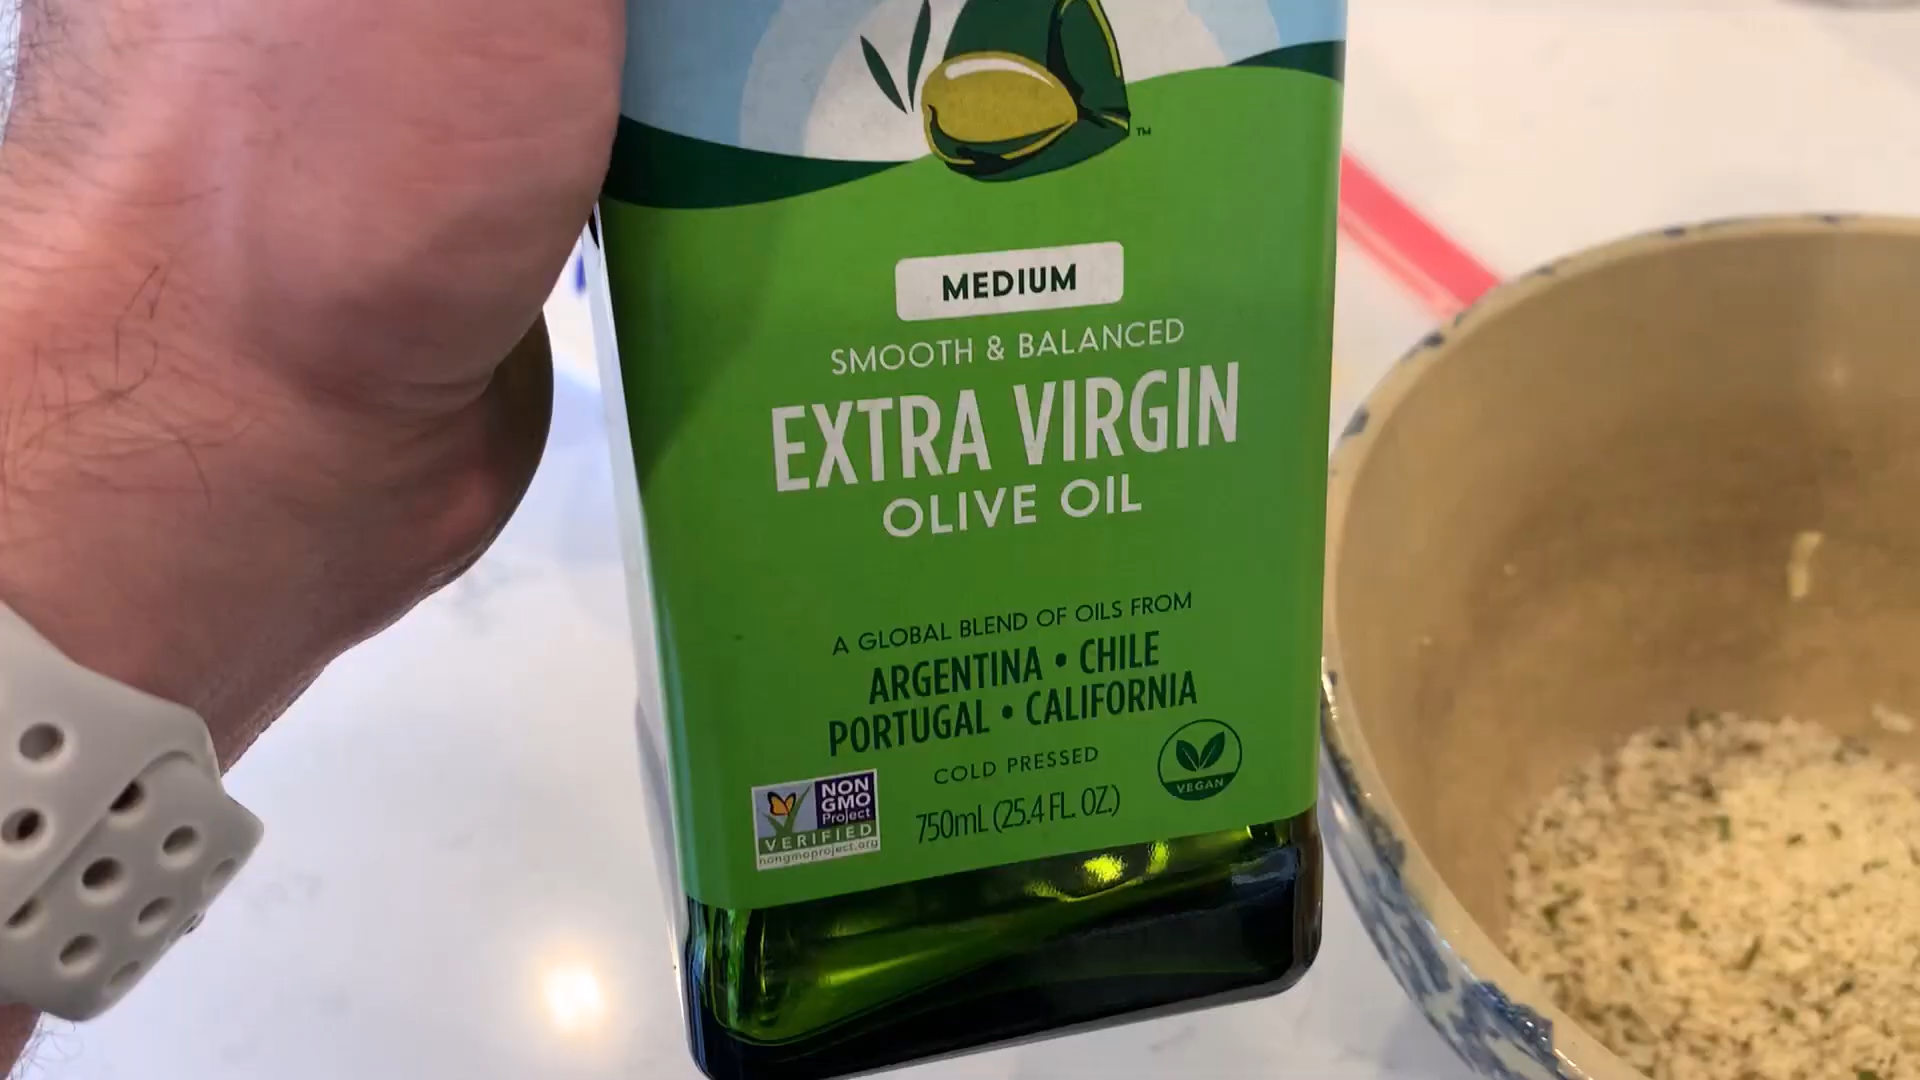 ™
MEDIUM
SMOOTH & BALANCED
EXTRA VIRGIN
OLIVE OIL
A GLOBAL BLEND OF OILS FROM
ARGENTINA • CHILE
PORTUGAL • CALIFORNIA
COLD PRESSED
VEGAN
NON
GMO
Project
VERIFIED
nongmoproject.org
750mL (25.4 FL. OZ.)